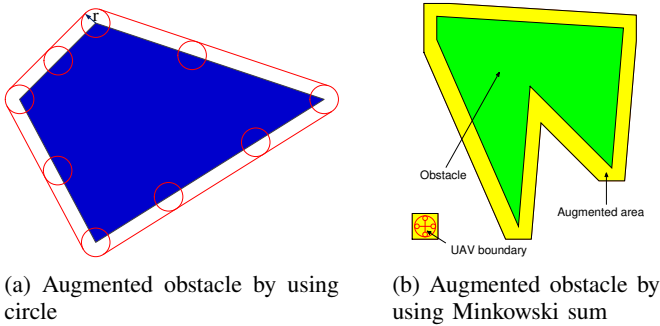 r
Obstacle
Augmented area
UAV boundary
(a) Augmented obstacle by using
circle
(b) Augmented obstacle by
using Minkowski sum